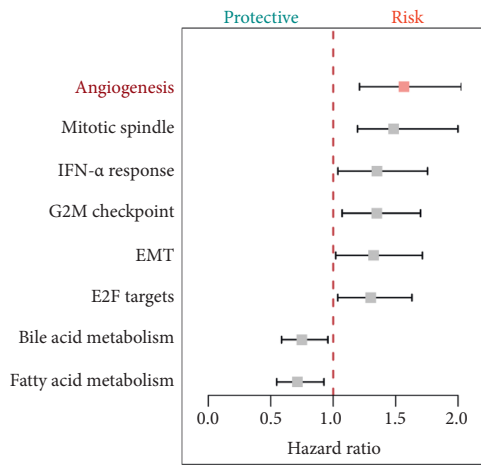 Protective Risk
Angiogenesis
Mitotic spindle
IFN-α response
G2M checkpoint
EMT
E2F targets
Bile acid metabolism
Fatty acid metabolism
0.0 0.5 1.0 1.5 2.0
Hazard ratio